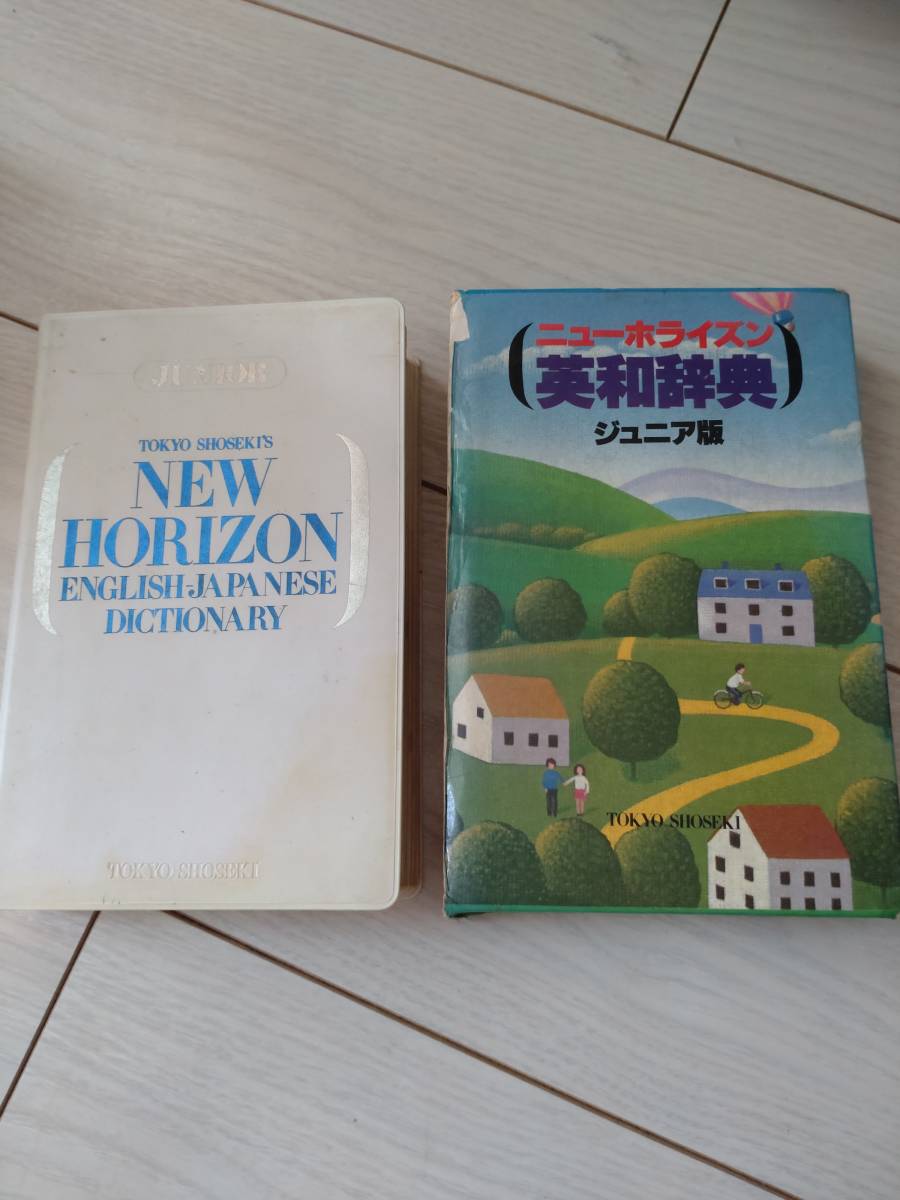 JUNIOR
TOKYO SHOSEKI'S
NEW
HORIZON
ENGLISH-JAPANESE
DICTIONARY
TOKYO SHOSEKI
ニューホライズン
英和辞典
ジュニア版
TOKYO SHOSEKI